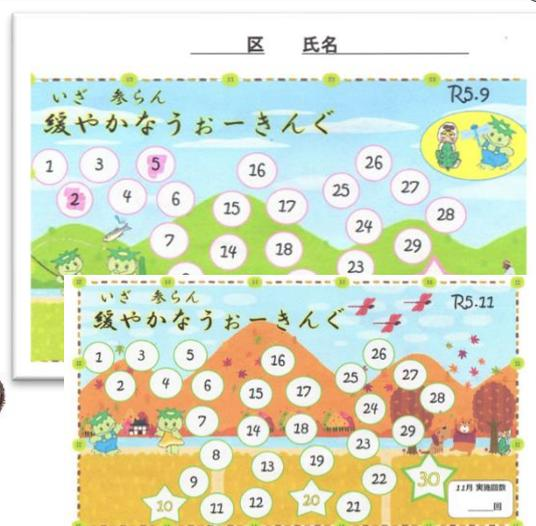 区 氏名
いざ 参らん
R5.9
緩やかなうぉーきんぐ
1 3 5 16 26
2 4 6 15 17 25 27
28
7 14 18 24 29
23
いざ 参らん
R5.11
緩やかなうぉーきんぐ
1 3 5 16 26
2 4 6 15 17 25 27
28
7 14 18 24 29
8 13 19 23
9 22 30
10 11 12 20 21
11月 実施回数
回